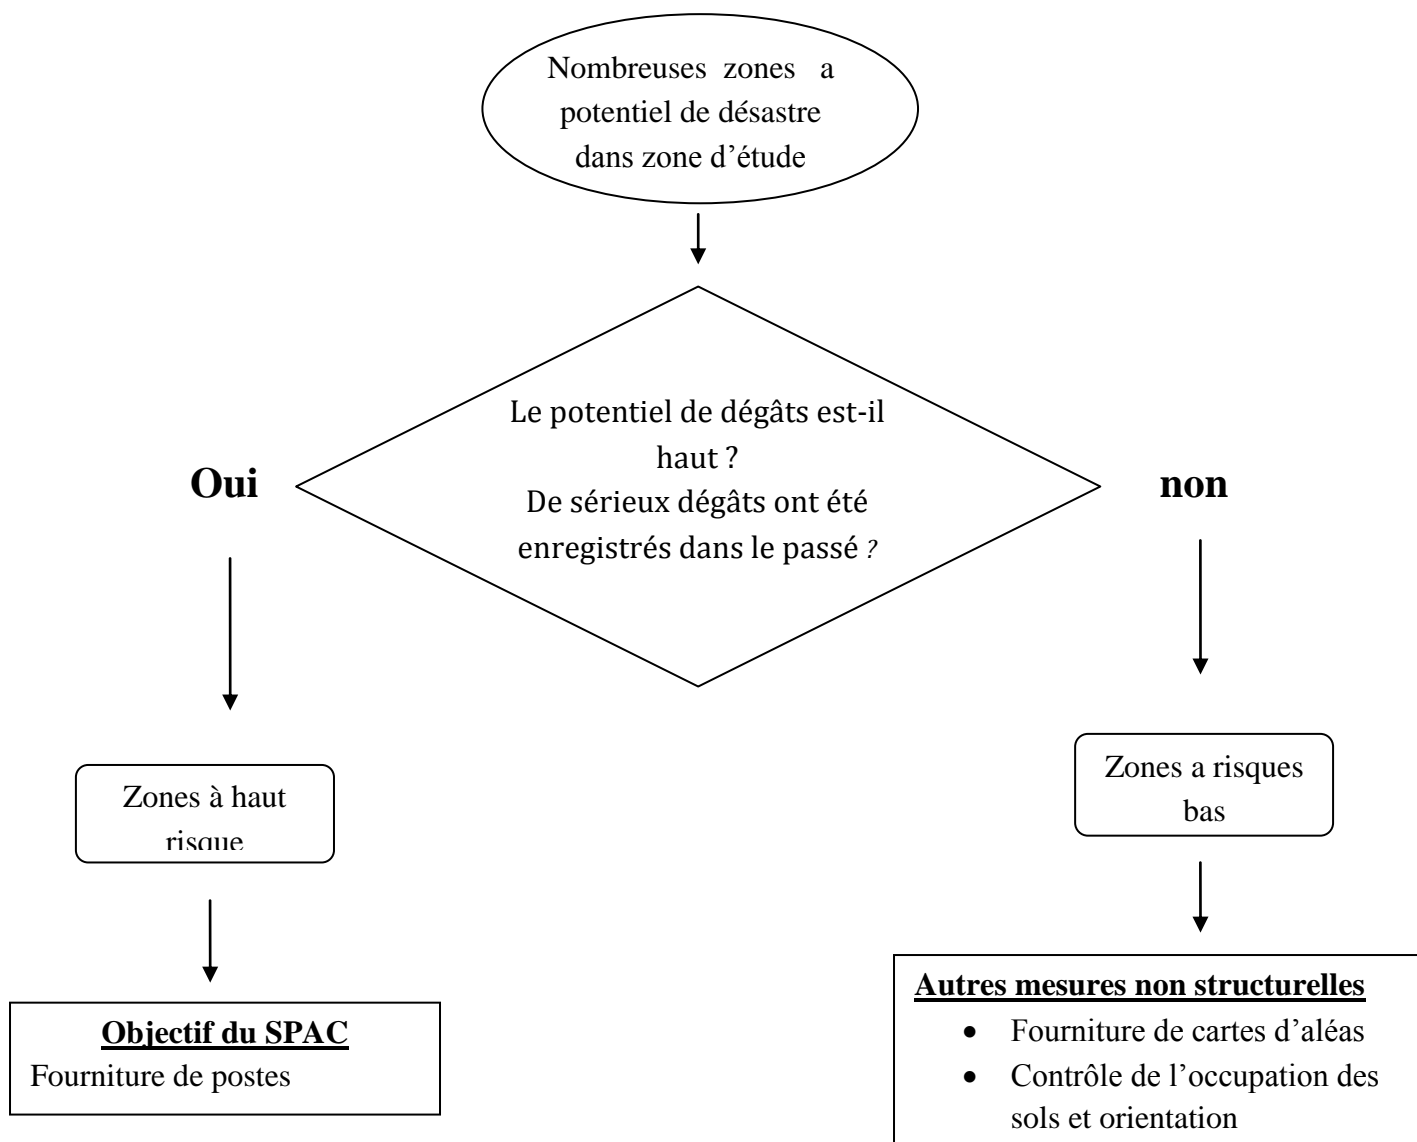 Nombreuses zones a
potentiel de désastre
dans zone d’étude
Le potentiel de dégâts est-il
haut ?
De sérieux dégâts ont été
enregistrés dans le passé ?
Oui
non
Zones à haut
risque
Zones a risques
bas
Objectif du SPAC
Fourniture de postes
Autres mesures non structurelles
• Fourniture de cartes d’aléas
• Contrôle de l’occupation des
sols et orientation